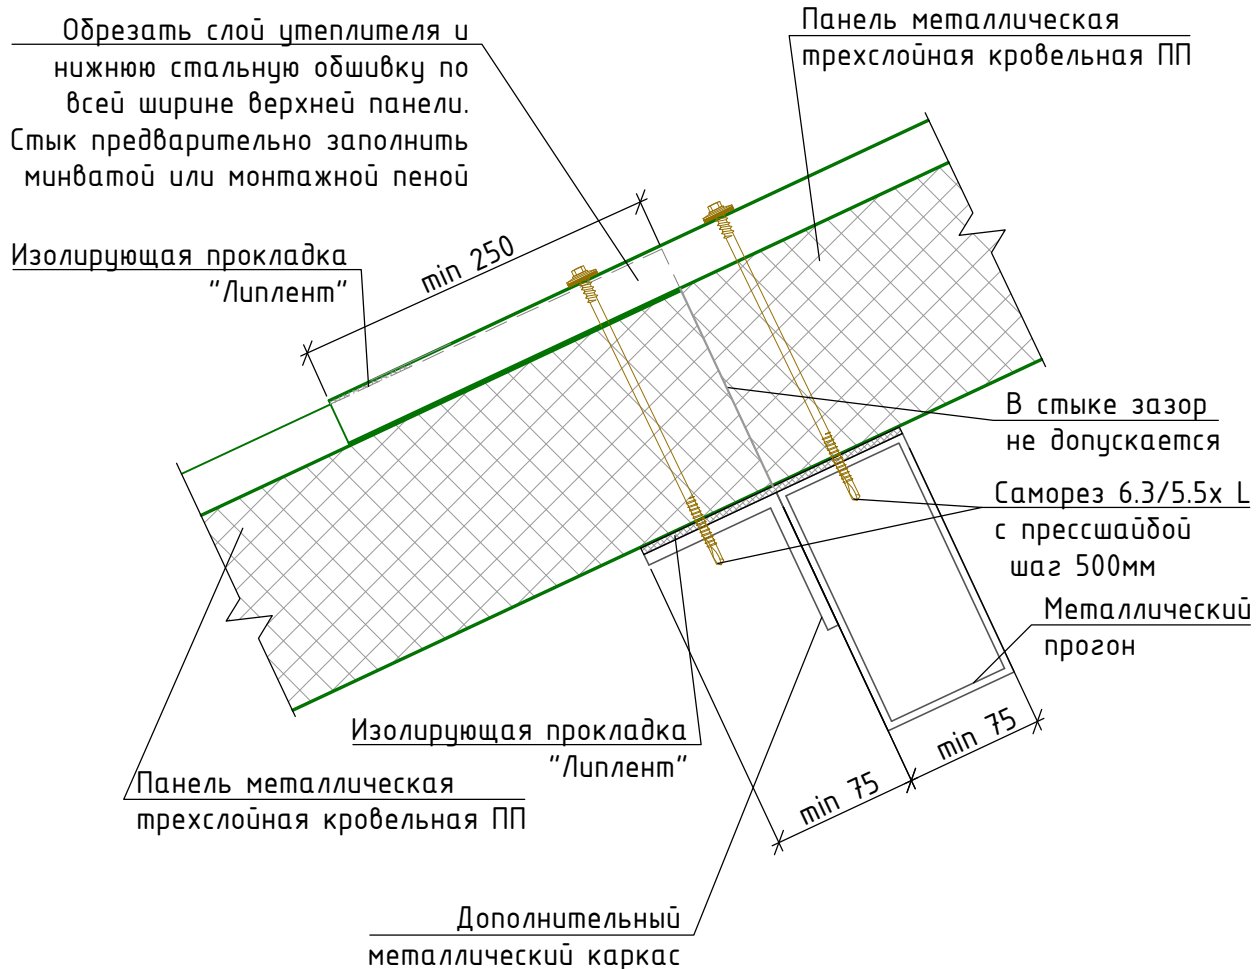 Обрезать слой утеплителя и
нижнюю стальную обшивку по
всей ширине верхней панели.
Стык предварительно заполнить
минватой или монтажной пеной
Панель металлическая
трехслойная кровельная ПП
Изолирующая прокладка
"Липлент"
min 250
В стыке зазор
не допускается
Саморез 6.3/5.5x L
с прессшайбой
шаг 500мм
Металлический
прогон
Изолирующая прокладка
"Липлент"
min 75
min 75
Панель металлическая
трехслойная кровельная ПП
Дополнительный
металлический каркас